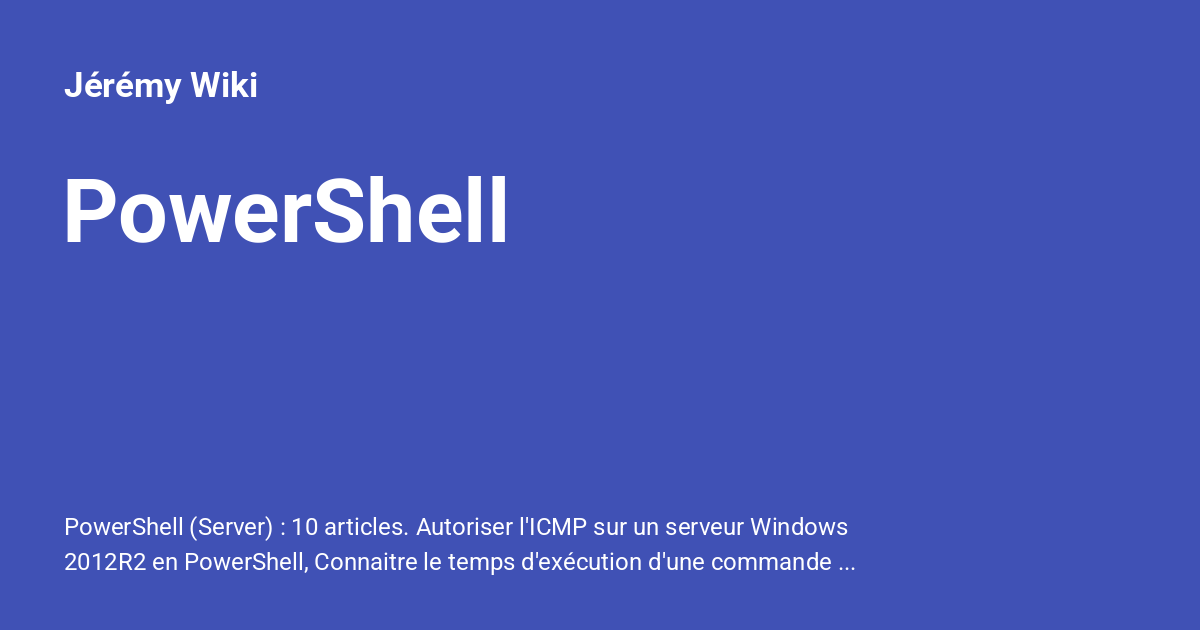 Jérémy Wiki
PowerShell
PowerShell (Server) : 10 articles. Autoriser l'ICMP sur un serveur Windows
2012R2 en PowerShell, Connaitre le temps d'exécution d'une commande ...